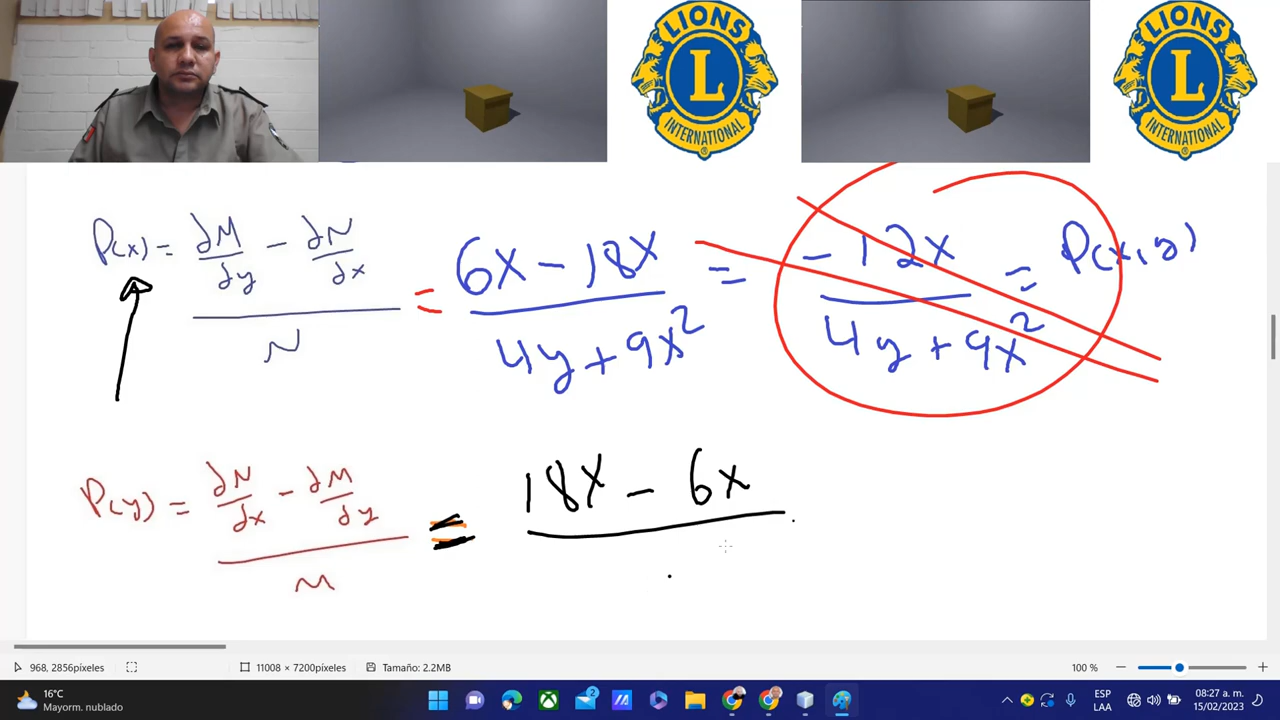 LIONS
L
INTERNATIONAL
®
LIONS
L
INTERNATIONAL
®
P(x) = ∂M/∂y - ∂N/∂x / N = 6x - 18x / 4y + 9x² = - 12x / 4y + 9x² = P(x,y)
P(y) = ∂N/∂x - ∂M/∂y / M = 18x - 6x
968, 2856píxeles
11008 × 7200píxeles
Tamaño: 2.2MB
100 %
16°C
Mayorm. nublado
2
ESP
LAA
08:27 a. m.
15/02/2023